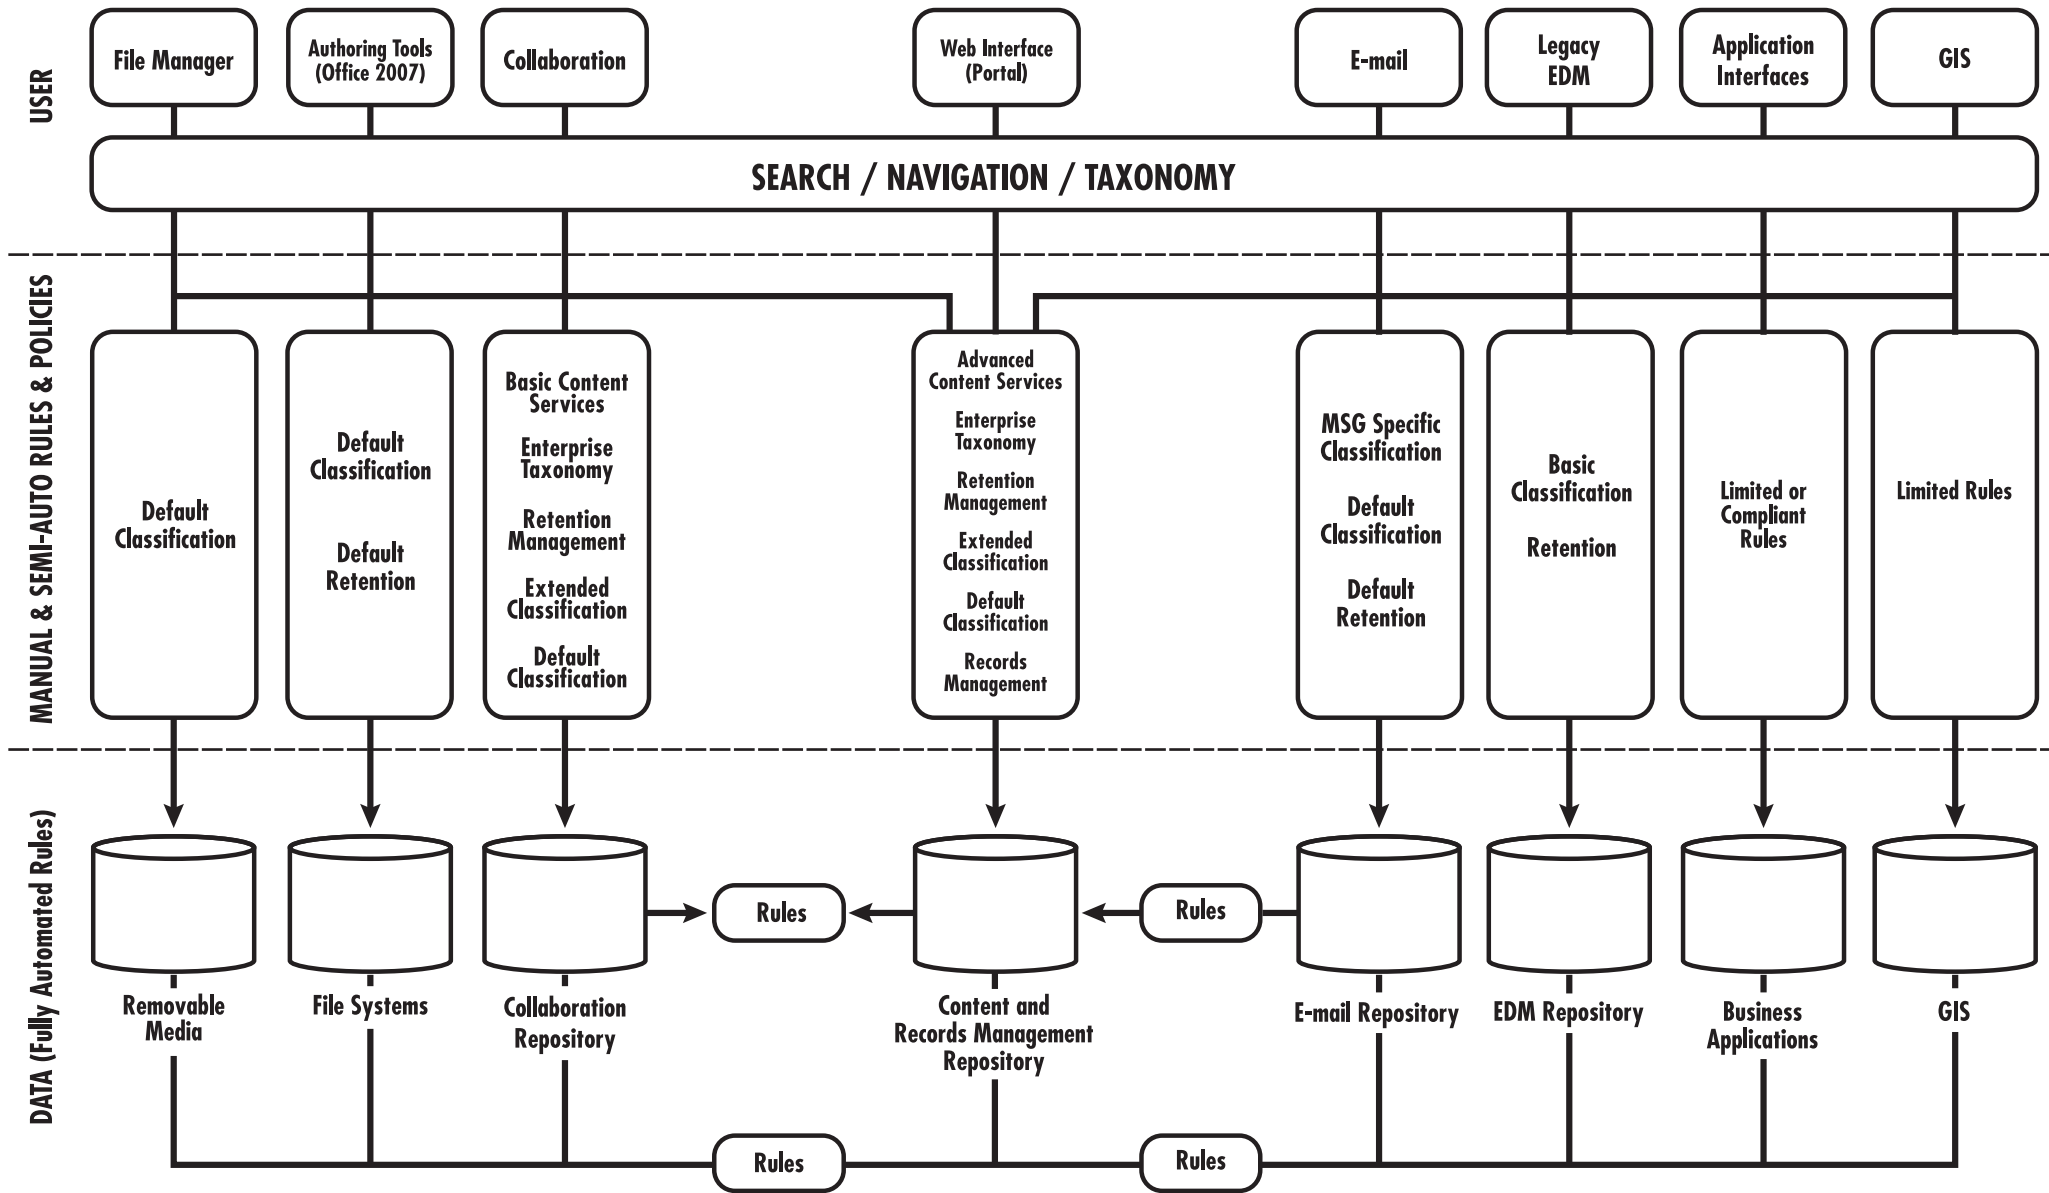 USER
File Manager
Authoring Tools
(Office 2007)
Collaboration
Web Interface
(Portal)
E-mail
Legacy
EDM
Application
Interfaces
GIS
SEARCH / NAVIGATION / TAXONOMY
MANUAL & SEMI-AUTO RULES & POLICIES
Default
Classification
Default
Classification
Default
Retention
Basic Content
Services
Enterprise
Taxonomy
Retention
Management
Extended
Classification
Default
Classification
Advanced
Content Services
Enterprise
Taxonomy
Retention
Management
Extended
Classification
Default
Classification
Records
Management
MSG Specific
Classification
Default
Classification
Default
Retention
Basic
Classification
Retention
Limited or
Compliant
Rules
Limited Rules
DATA (Fully Automated Rules)
Rules
Rules
Removable
Media
File Systems
Collaboration
Repository
Content and
Records Management
Repository
E-mail Repository
EDM Repository
Business
Applications
GIS
Rules
Rules